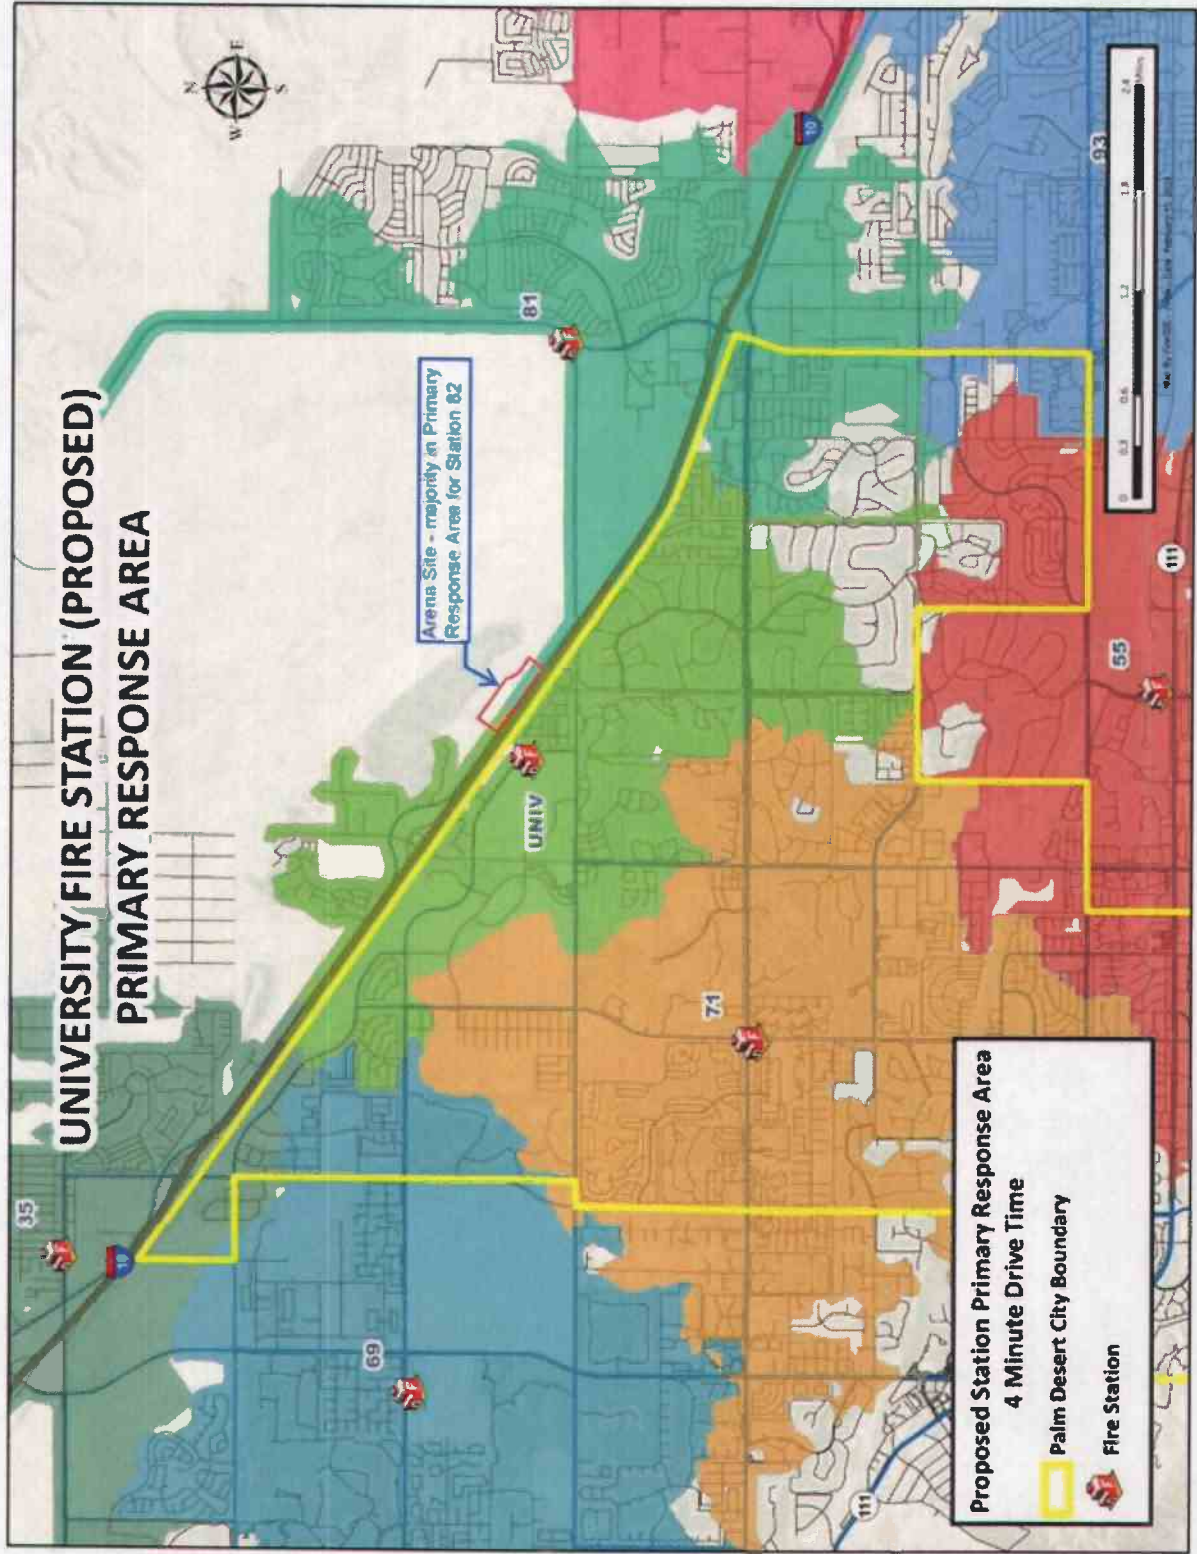 UNIVERSITY FIRE STATION (PROPOSED)
PRIMARY RESPONSE AREA
N
E
S
W
35
10
69
81
Arena Site - majority in Primary
Response Area for Station 82
UNIV
71
10
93
55
111
111
Proposed Station Primary Response Area
4 Minute Drive Time
Palm Desert City Boundary
Fire Station
0 0.3 0.6 1.2 1.8 2.4
Miles